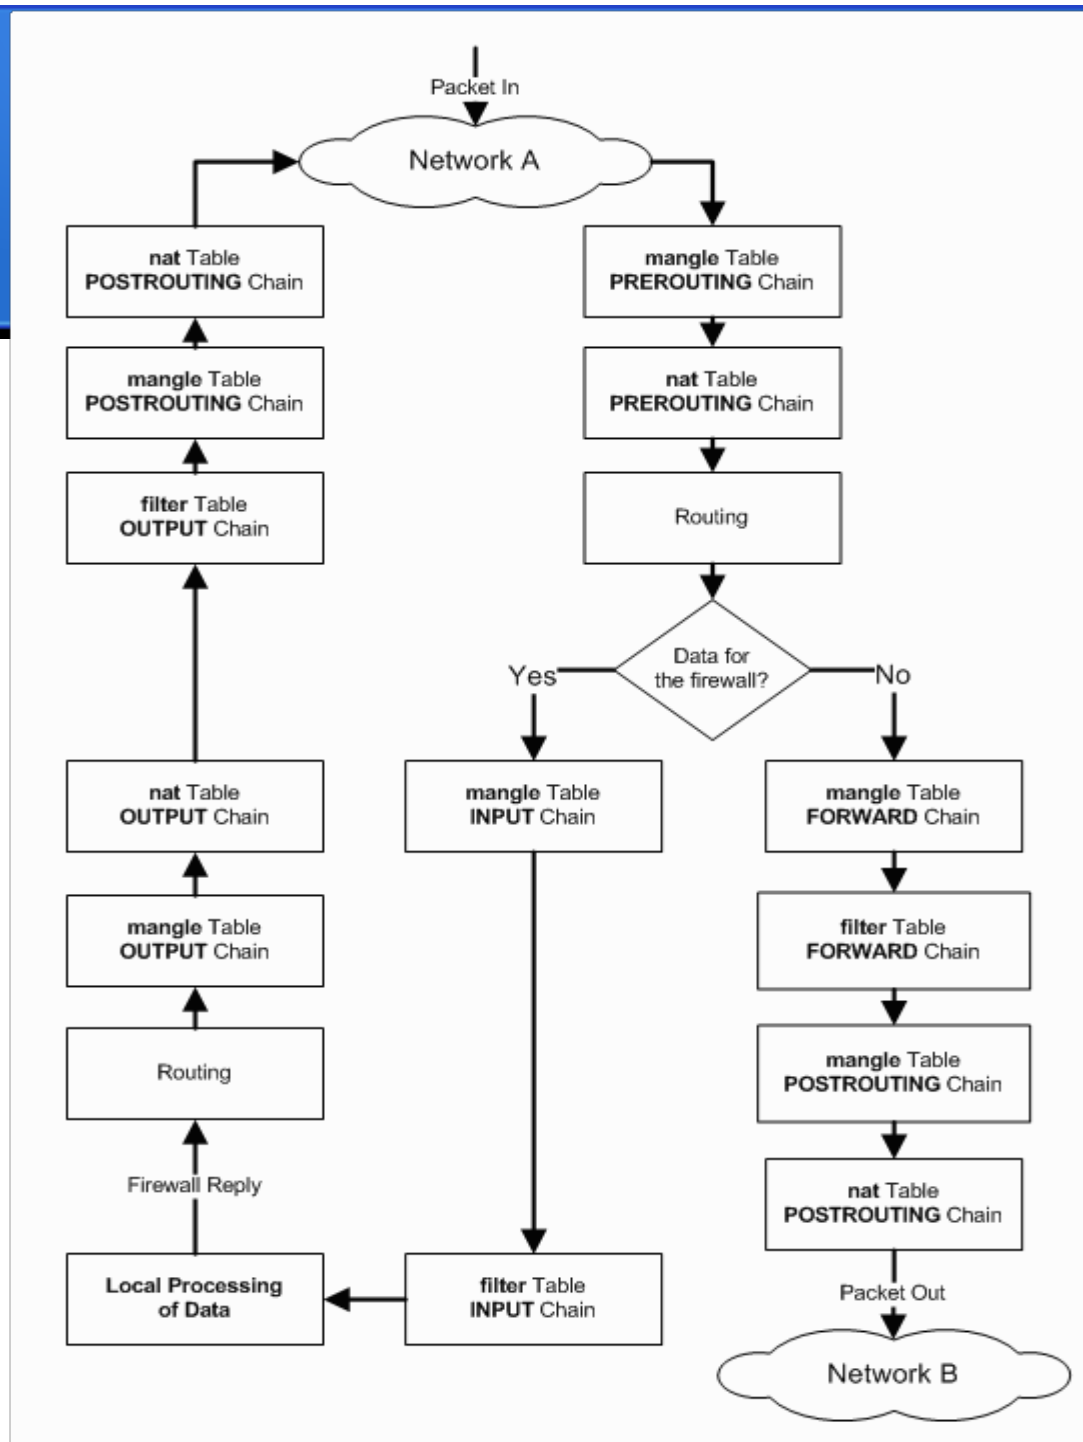 Packet In
Network A
nat Table
POSTROUTING Chain
mangle Table
PREROUTING Chain
mangle Table
POSTROUTING Chain
nat Table
PREROUTING Chain
filter Table
OUTPUT Chain
Routing
Data for
the firewall?
Yes
No
nat Table
OUTPUT Chain
mangle Table
INPUT Chain
mangle Table
FORWARD Chain
mangle Table
OUTPUT Chain
filter Table
FORWARD Chain
Routing
mangle Table
POSTROUTING Chain
Firewall Reply
nat Table
POSTROUTING Chain
Local Processing
of Data
filter Table
INPUT Chain
Packet Out
Network B